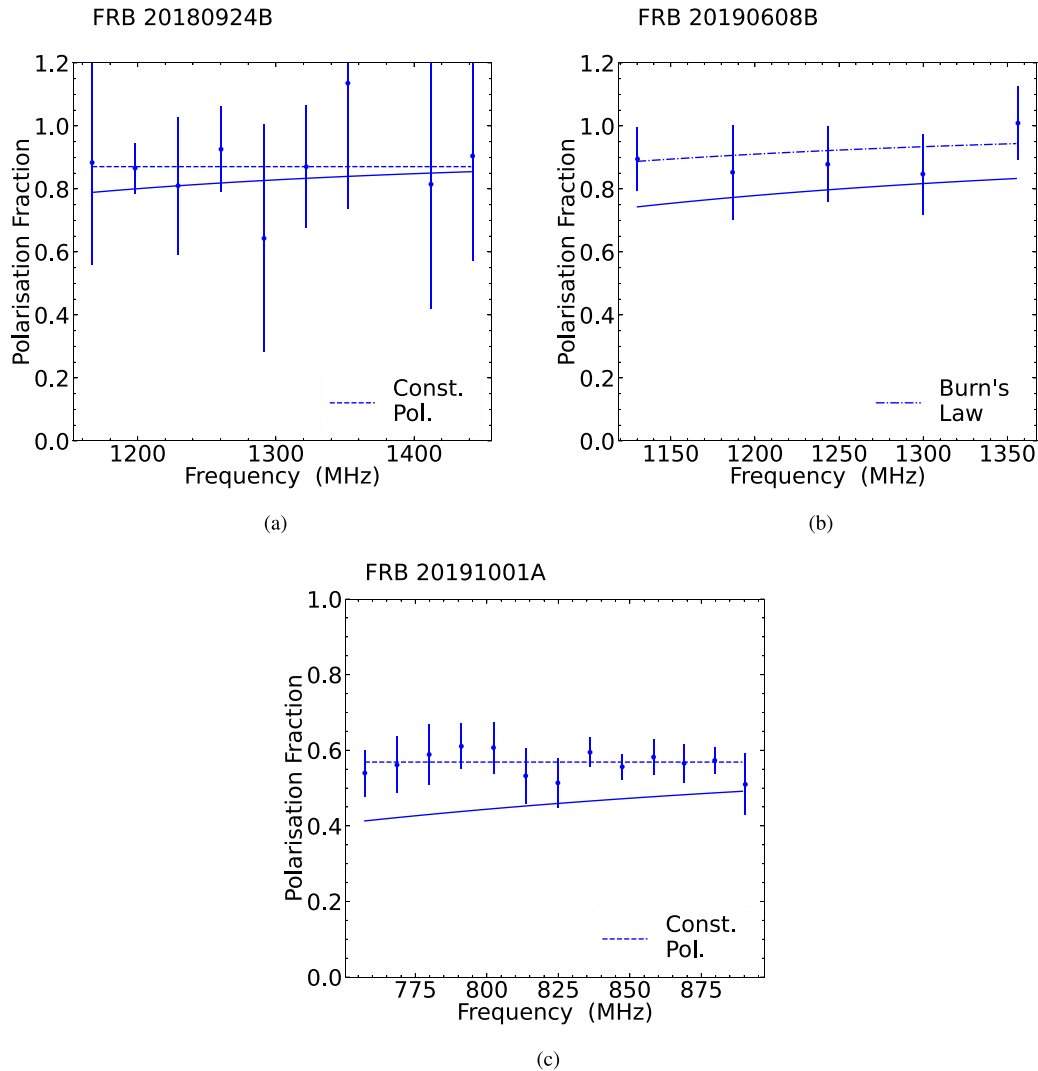 FRB 20180924B
1.2
1.0
0.8
0.6
0.4
0.2
0.0
Polarisation Fraction
Const.
Pol.
1200
1300
1400
Frequency (MHz)
(a)
FRB 20190608B
1.2
1.0
0.8
0.6
0.4
0.2
0.0
Polarisation Fraction
Burn's
Law
1150
1200
1250
1300
1350
Frequency (MHz)
(b)
FRB 20191001A
1.0
0.8
0.6
0.4
0.2
0.0
Polarisation Fraction
Const.
Pol.
775
800
825
850
875
Frequency (MHz)
(c)